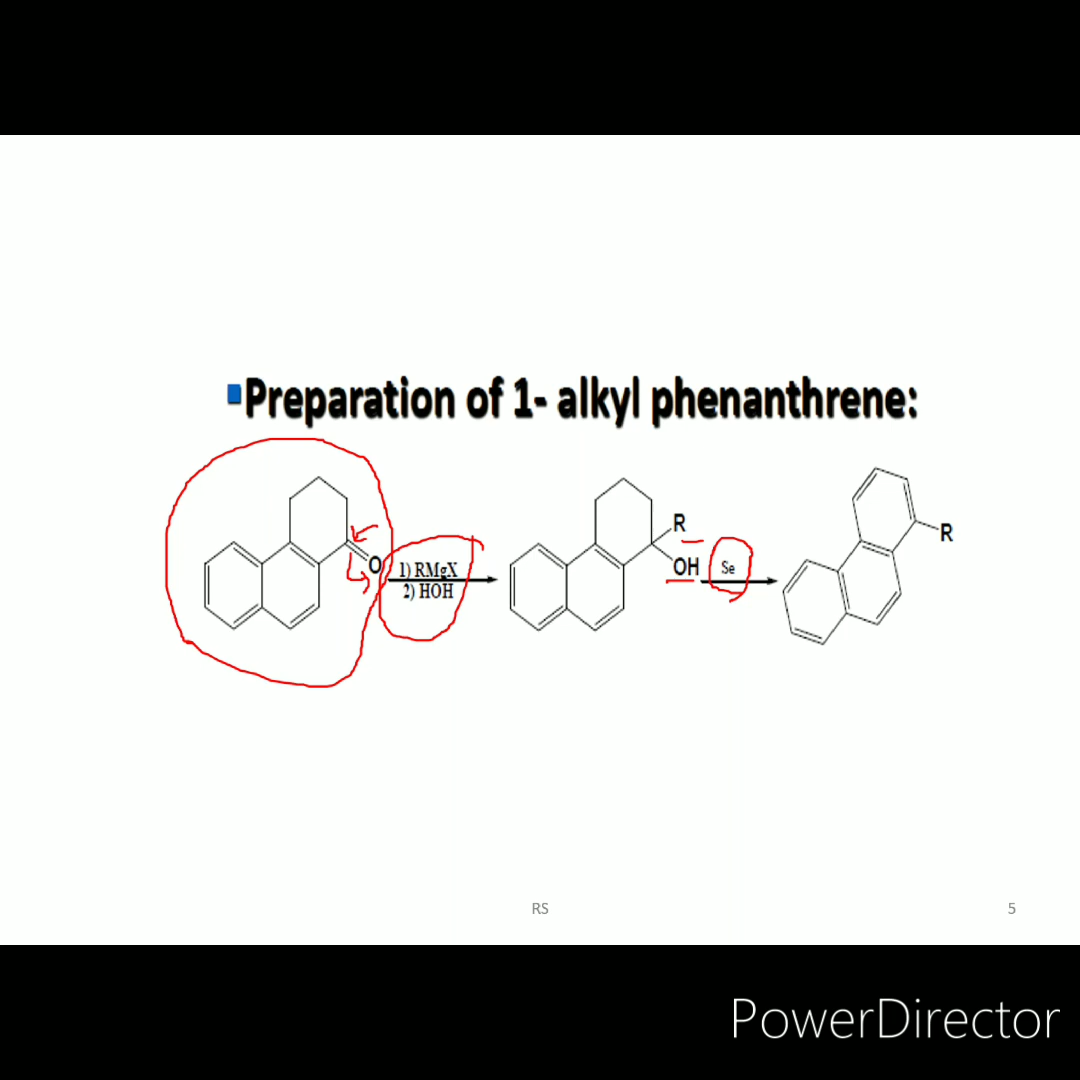 Preparation of 1- alkyl phenanthrene:
O
1) RMgX
2) HOH
R
OH
Se
R
RS
5
PowerDirector